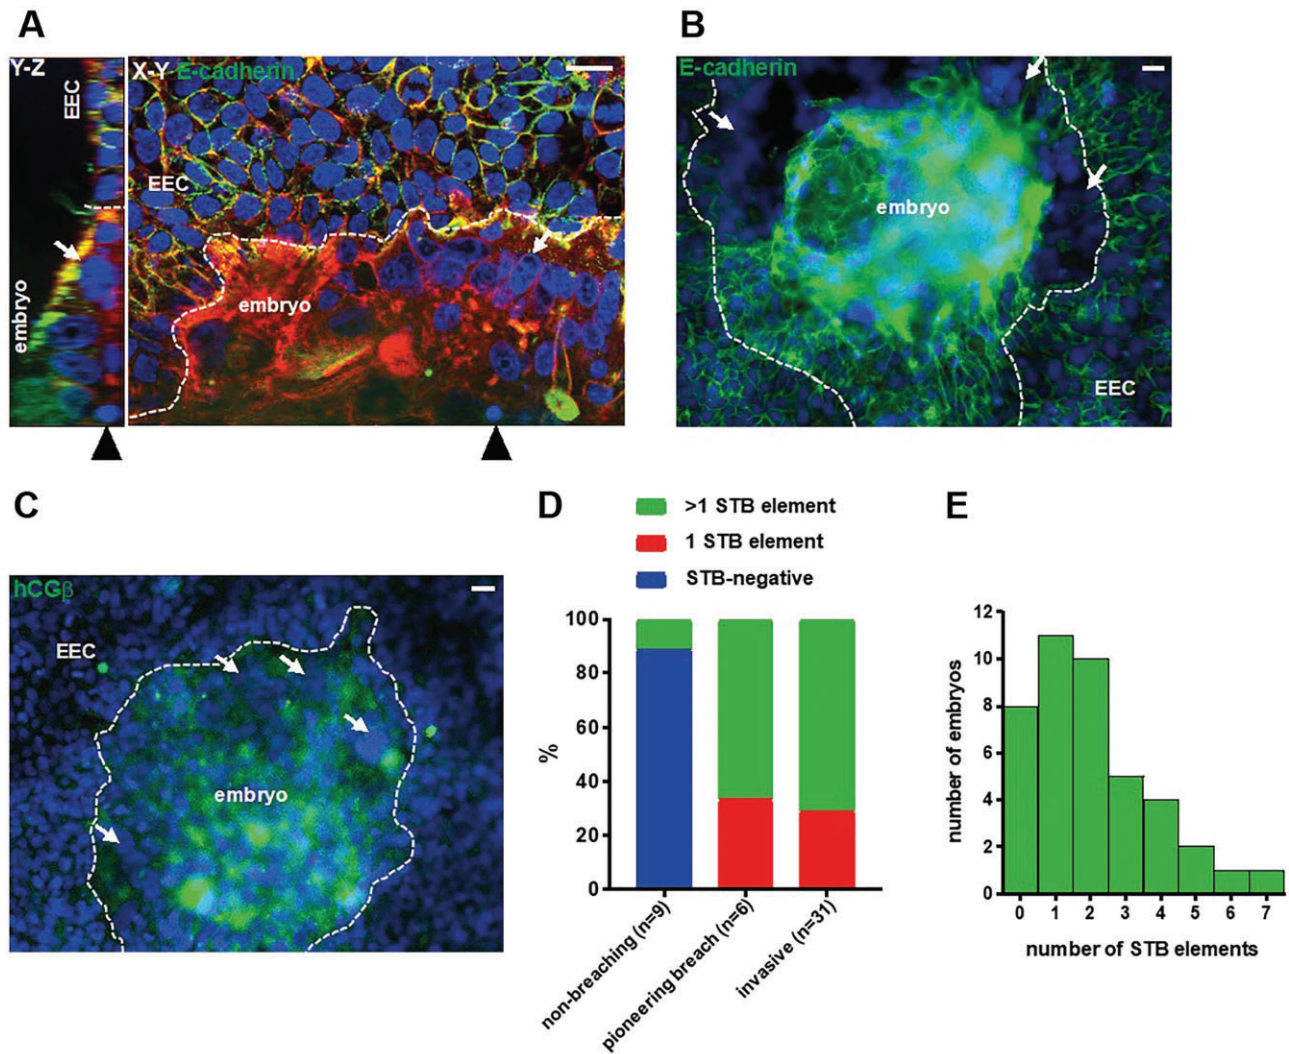 A
B
Y-Z
EEC
embryo
X-Y E-cadherin
EEC
embryo
E-cadherin
embryo
EEC
C
hCGβ
EEC
embryo
D
>1 STB element
1 STB element
STB-negative
%
100
80
60
40
20
0
non-breaching (n=9)
pioneering breach (n=6)
invasive (n=31)
E
number of embryos
12
10
8
6
4
2
0
0 1 2 3 4 5 6 7
number of STB elements